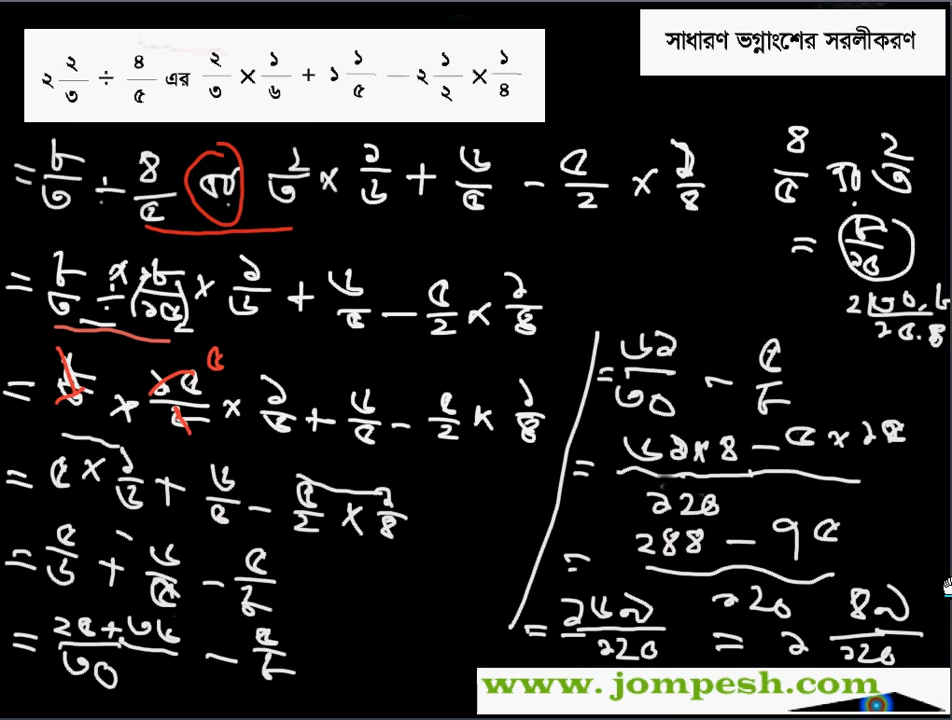 সাধারণ ভগ্নাংশের সরলীকরণ
২ ২/৩ ÷ ৪/৫ এর ২/৩ × ১/৬ + ১ ১/৫ — ২ ১/২ × ১/৪
= ৮/৩ ÷ ৪/৫ এর ২/৩ × ১/৬ + ৬/৫ - ৫/২ × ১/৪
= ৮/৩ ÷ (৮/১৫) × ১/৬ + ৬/৫ - ৫/২ × ১/৪
= ৮/৩ × ১৫/৮ × ১/৬ + ৬/৫ - ৫/২ × ১/৪
৫
= ৫ × ১/৬ + ৬/৫ - ৫/২ × ১/৪
= ৫/৬ + ৬/৫ - ৫/৮
= ২৫+৩৬/৩০ - ৫/৮
৪/৫ এর ২/৩
= ৮/১৫
= ৬১/৩০ - ৫/৮
= ৬১×৪ - ৫×১৫/১২০
= ২৪৪ - ৭৫/১২০
= ১৬৯/১২০ = ১ ৪৯/১২০
www.jompesh.com